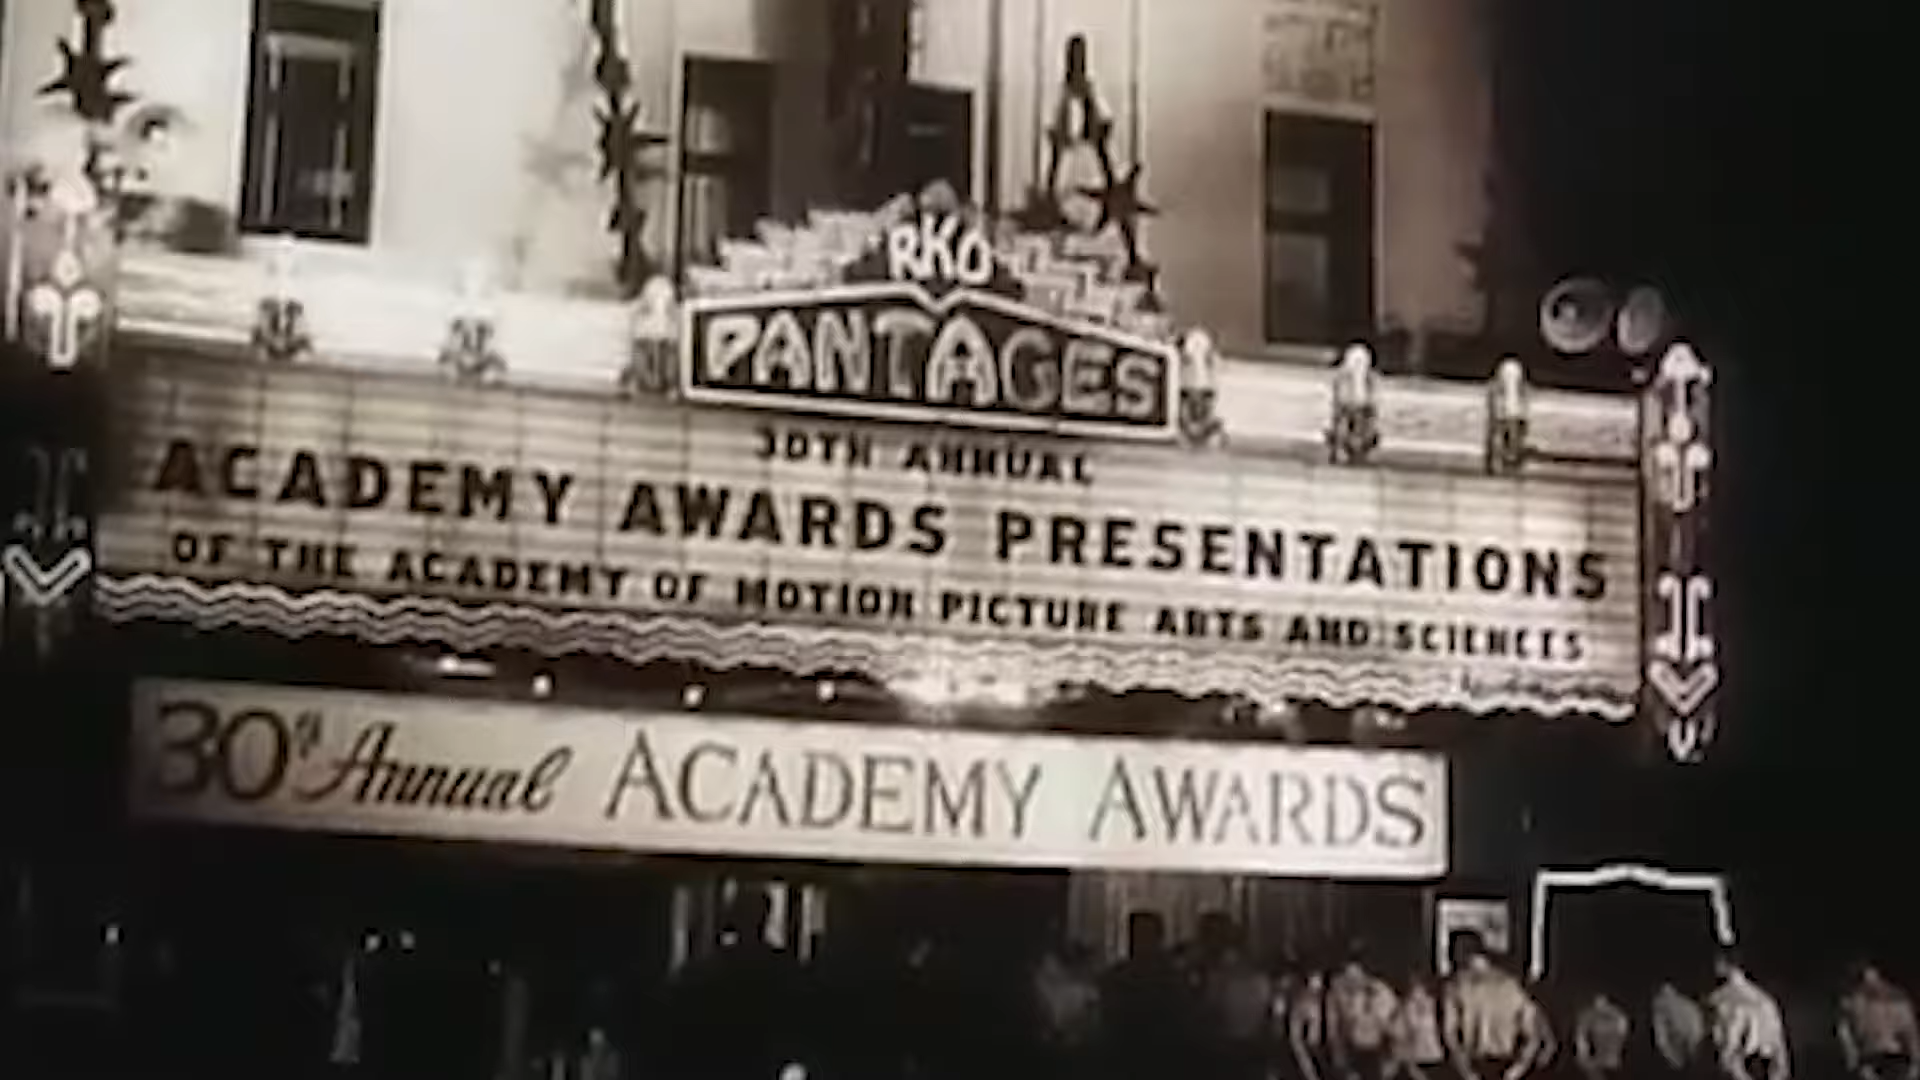 RKO
PANTAGES
30TH ANNUAL
ACADEMY AWARDS PRESENTATIONS
OF THE ACADEMY OF MOTION PICTURE ARTS AND SCIENCES
30th Annual ACADEMY AWARDS